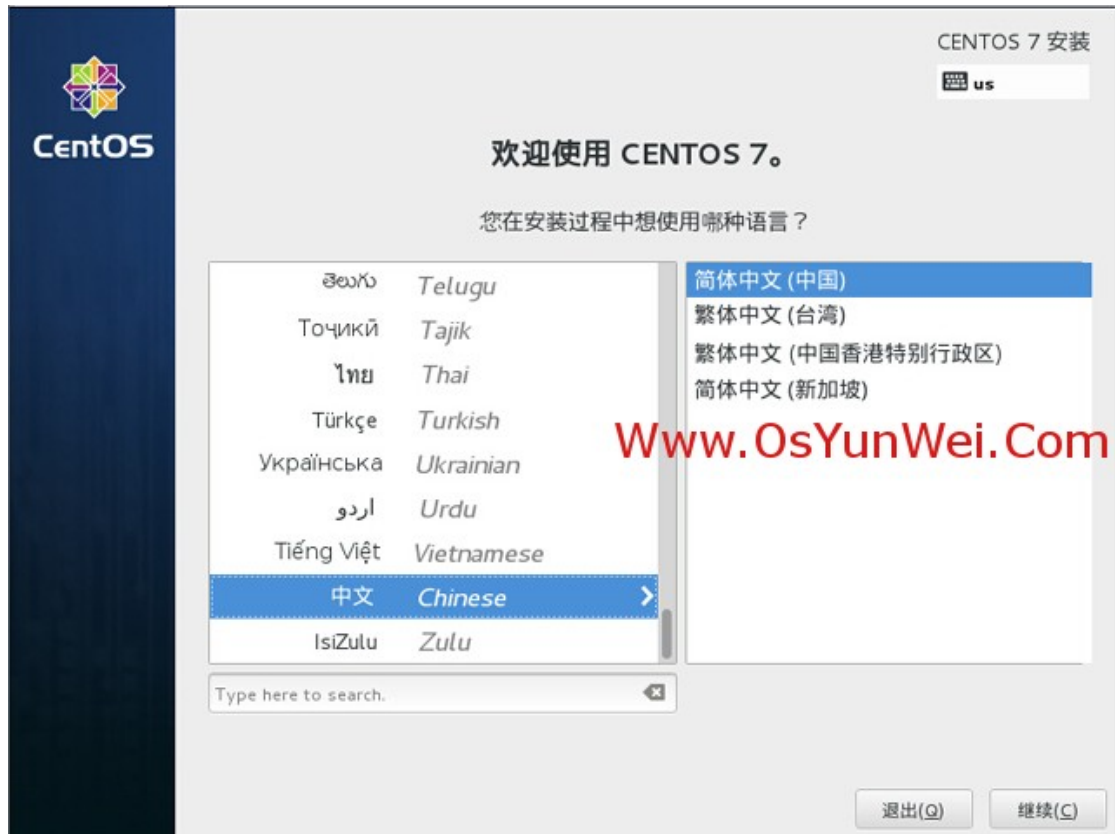 CENTOS 7 安装
us
CentOS
欢迎使用 CENTOS 7。
您在安装过程中想使用哪种语言？
తెలుగు Telugu
Тоҷикӣ Tajik
ไทย Thai
Türkçe Turkish
Українська Ukrainian
اردو Urdu
Tiếng Việt Vietnamese
中文 Chinese
IsiZulu Zulu
简体中文 (中国)
繁体中文 (台湾)
繁体中文 (中国香港特别行政区)
简体中文 (新加坡)
Www.OsYunWei.Com
Type here to search.
退出(Q)
继续(C)